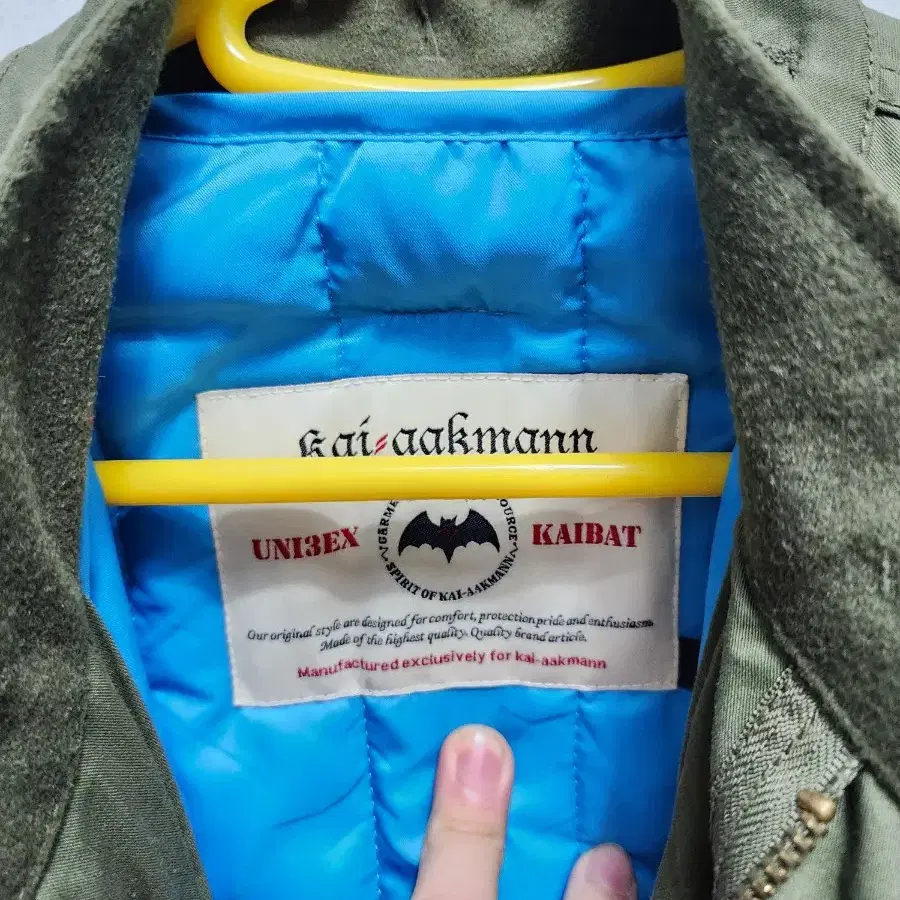 kai-aakmann
UNI3EX
KAIBAT
SPIRIT OF KAI-AAKMANN
Our original style are designed for comfort, protection pride and enthusiasm
Made of the highest quality. Quality brand article.
Manufactured exclusively for kai-aakmann